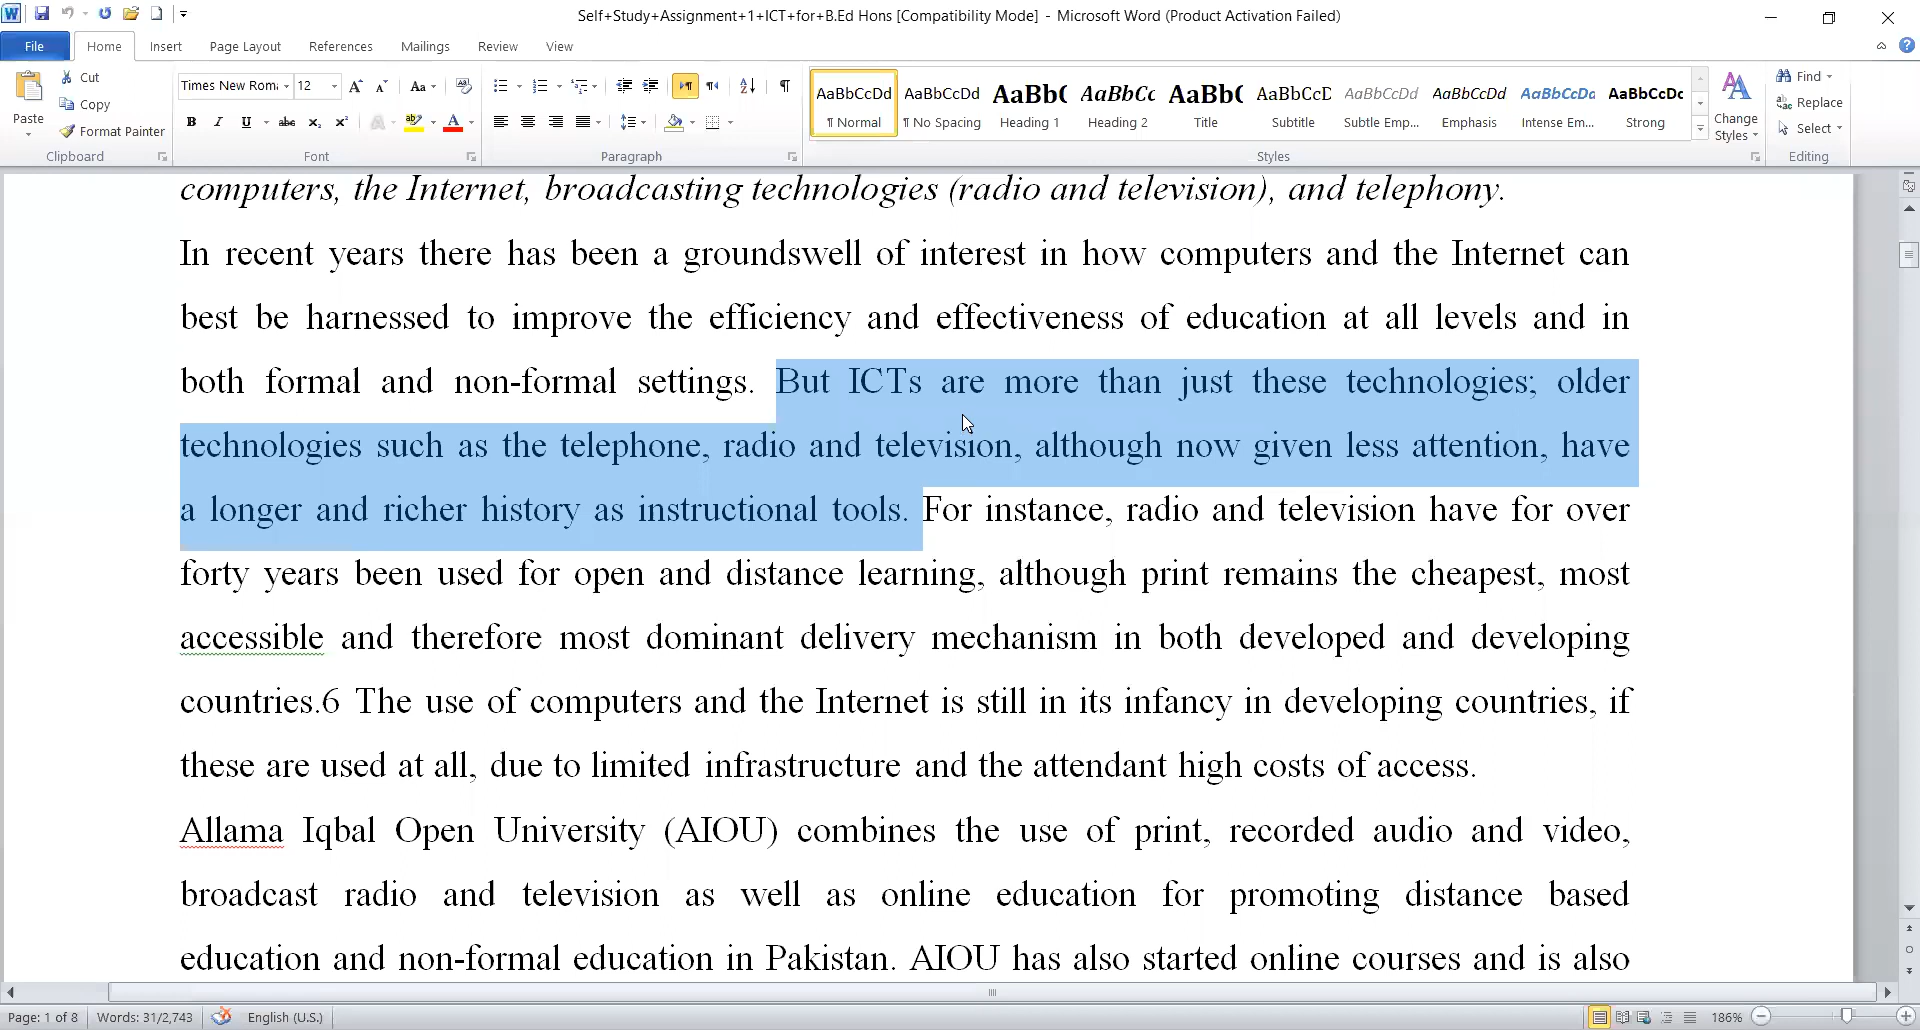 Self+Study+Assignment+1+ICT+for+B.Ed Hons [Compatibility Mode] - Microsoft Word (Product Activation Failed)
File Home Insert Page Layout References Mailings Review View
Paste Cut Copy Format Painter
Times New Rom 12
AaBbCcDd AaBbCcDd AaBb( AaBbCc AaBb( AaBbCcD AaBbCcDd AaBbCcDd AaBbCcDd AaBbCcDc
¶ Normal ¶ No Spacing Heading 1 Heading 2 Title Subtitle Subtle Emp... Emphasis Intense Em... Strong
Change Styles
Find
Replace
Select
Clipboard Font Paragraph Styles Editing
computers, the Internet, broadcasting technologies (radio and television), and telephony.
In recent years there has been a groundswell of interest in how computers and the Internet can
best be harnessed to improve the efficiency and effectiveness of education at all levels and in
both formal and non-formal settings. But ICTs are more than just these technologies; older
technologies such as the telephone, radio and television, although now given less attention, have
a longer and richer history as instructional tools. For instance, radio and television have for over
forty years been used for open and distance learning, although print remains the cheapest, most
accessible and therefore most dominant delivery mechanism in both developed and developing
countries.6 The use of computers and the Internet is still in its infancy in developing countries, if
these are used at all, due to limited infrastructure and the attendant high costs of access.
Allama Iqbal Open University (AIOU) combines the use of print, recorded audio and video,
broadcast radio and television as well as online education for promoting distance based
education and non-formal education in Pakistan. AIOU has also started online courses and is also
Page: 1 of 8 Words: 31/2,743 English (U.S.) 186%